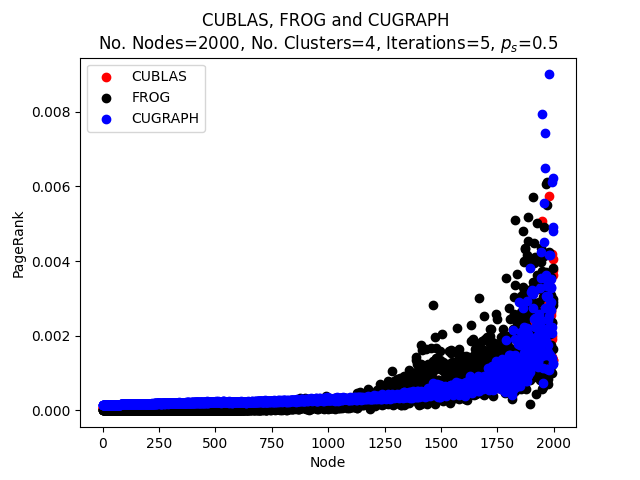 CUBLAS, FROG and CUGRAPH
No. Nodes=2000, No. Clusters=4, Iterations=5, pₛ=0.5
CUBLAS
FROG
CUGRAPH
0.008
0.006
0.004
0.002
0.000
PageRank
0 250 500 750 1000 1250 1500 1750 2000
Node